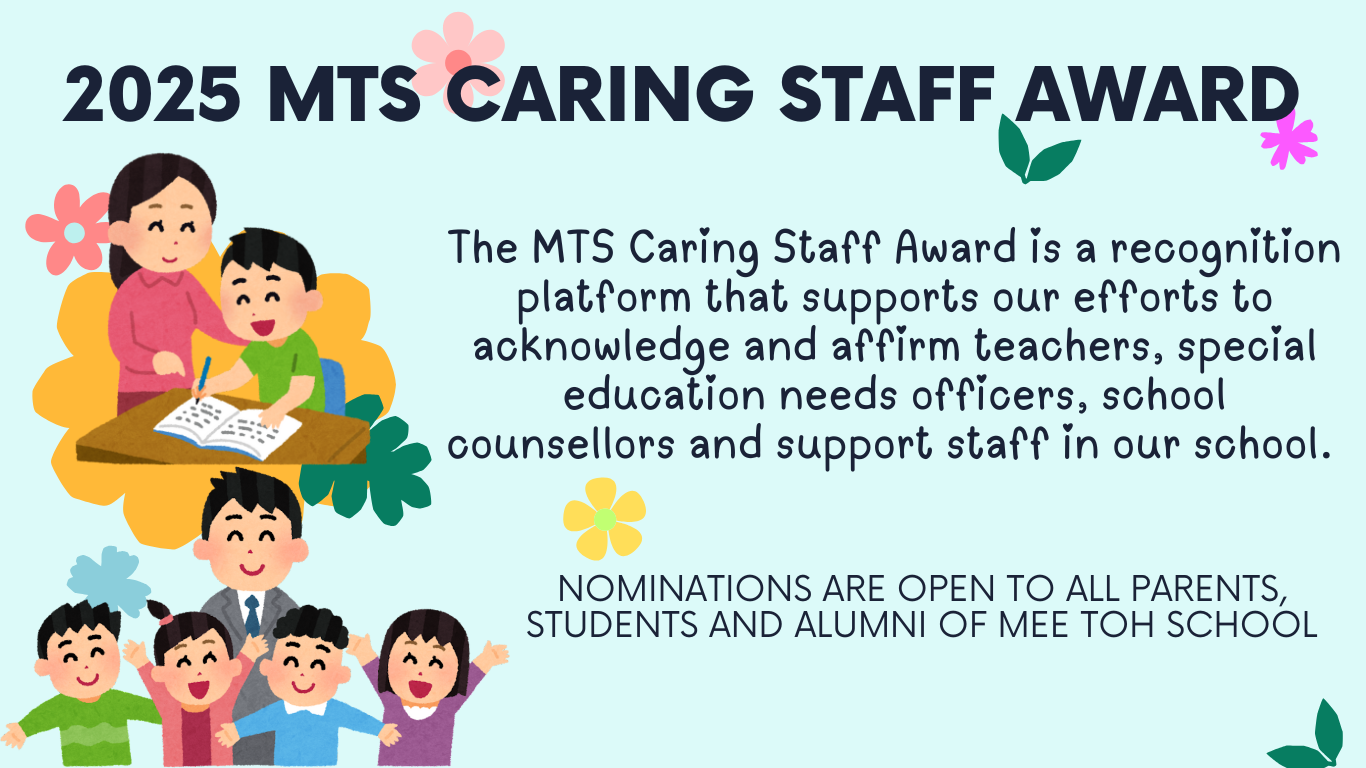 2025 MTS CARING STAFF AWARD
The MTS Caring Staff Award is a recognition
platform that supports our efforts to
acknowledge and affirm teachers, special
education needs officers, school
counsellors and support staff in our school.
NOMINATIONS ARE OPEN TO ALL PARENTS,
STUDENTS AND ALUMNI OF MEE TOH SCHOOL